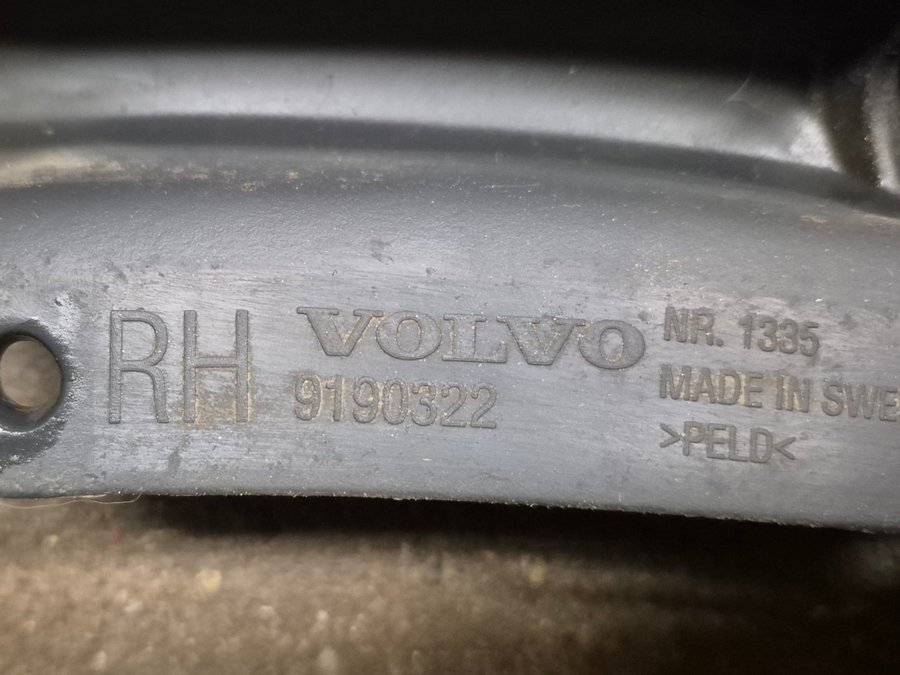 RH
VOLVO
9190322
NR. 1335
MADE IN SWE
>PELD<